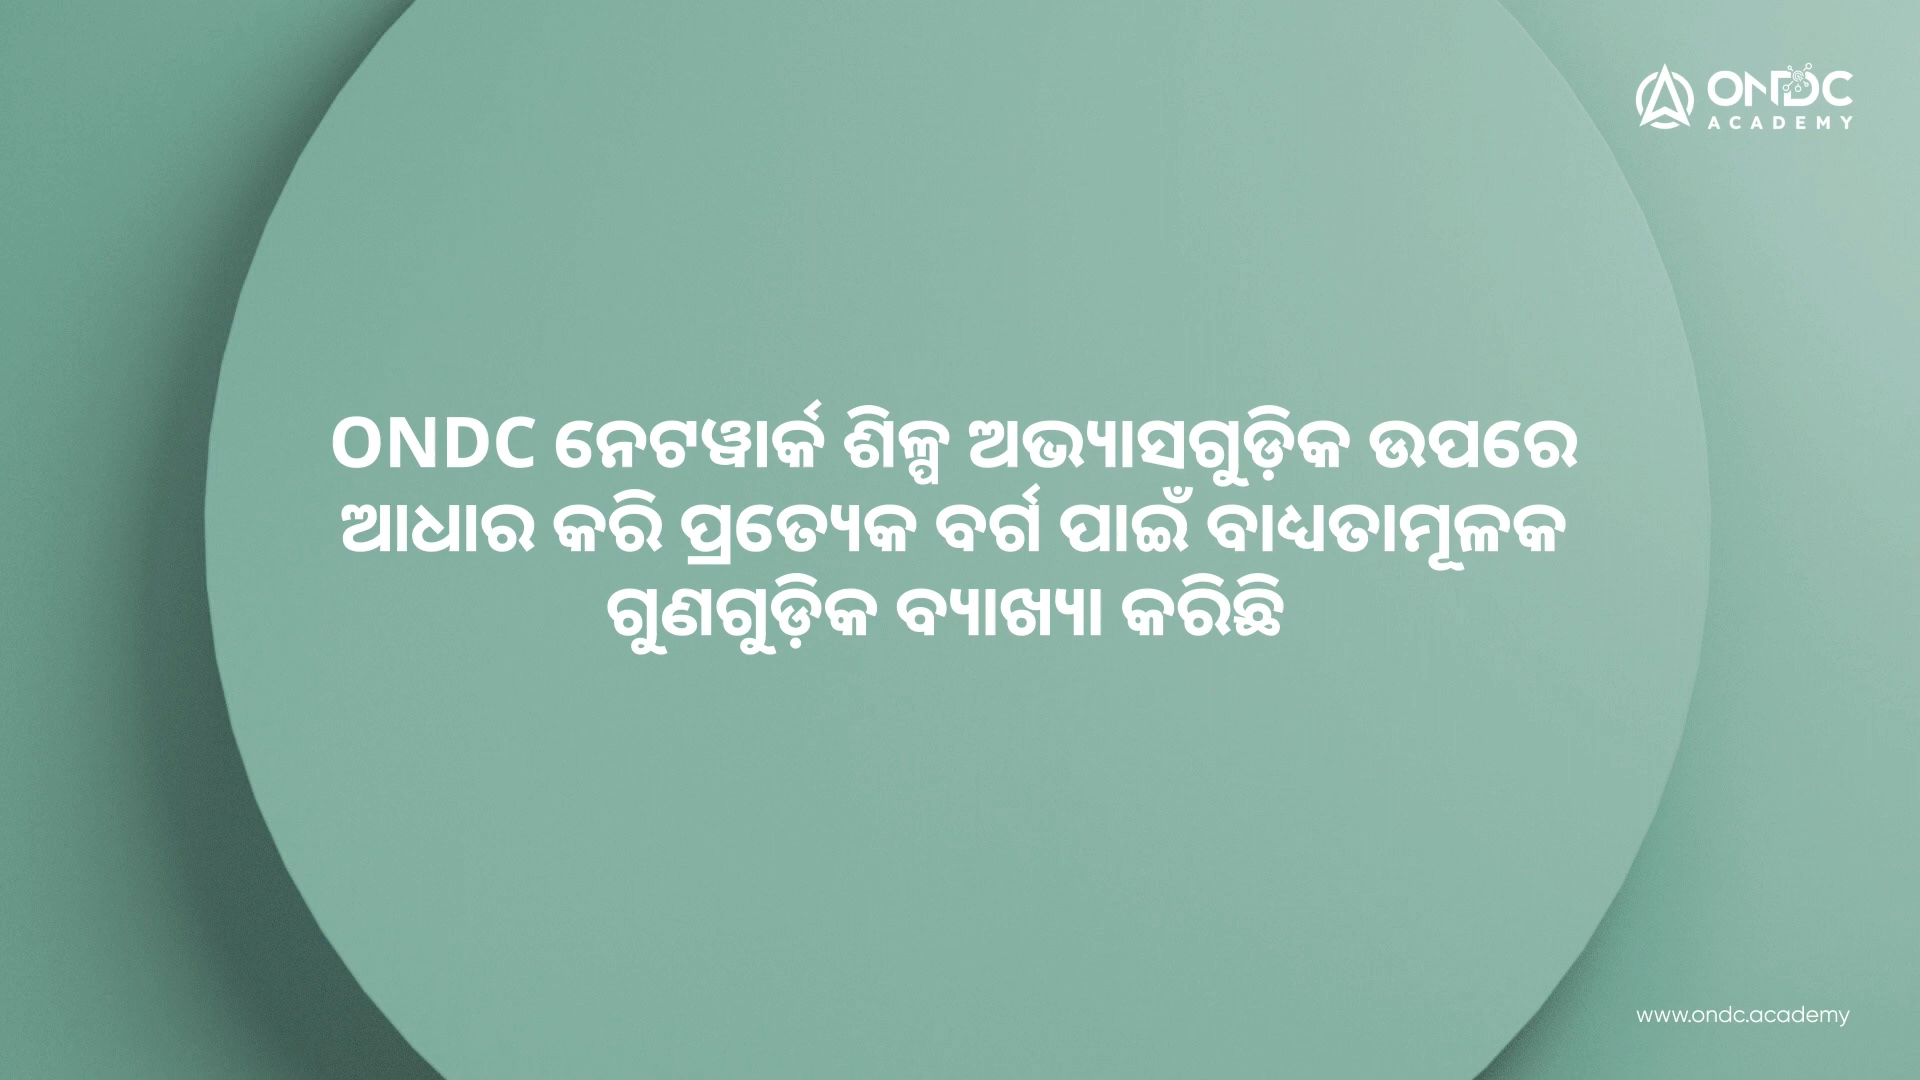 ONDC
ACADEMY
ONDC ନେଟୱାର୍କ ଶିଳ୍ପ ଅଭ୍ୟାସଗୁଡ଼ିକ ଉପରେ
ଆଧାର କରି ପ୍ରତ୍ୟେକ ବର୍ଗ ପାଇଁ ବାଧ୍ୟତାମୂଳକ
ଗୁଣଗୁଡ଼ିକ ବ୍ୟାଖ୍ୟା କରିଛି
www.ondc.academy